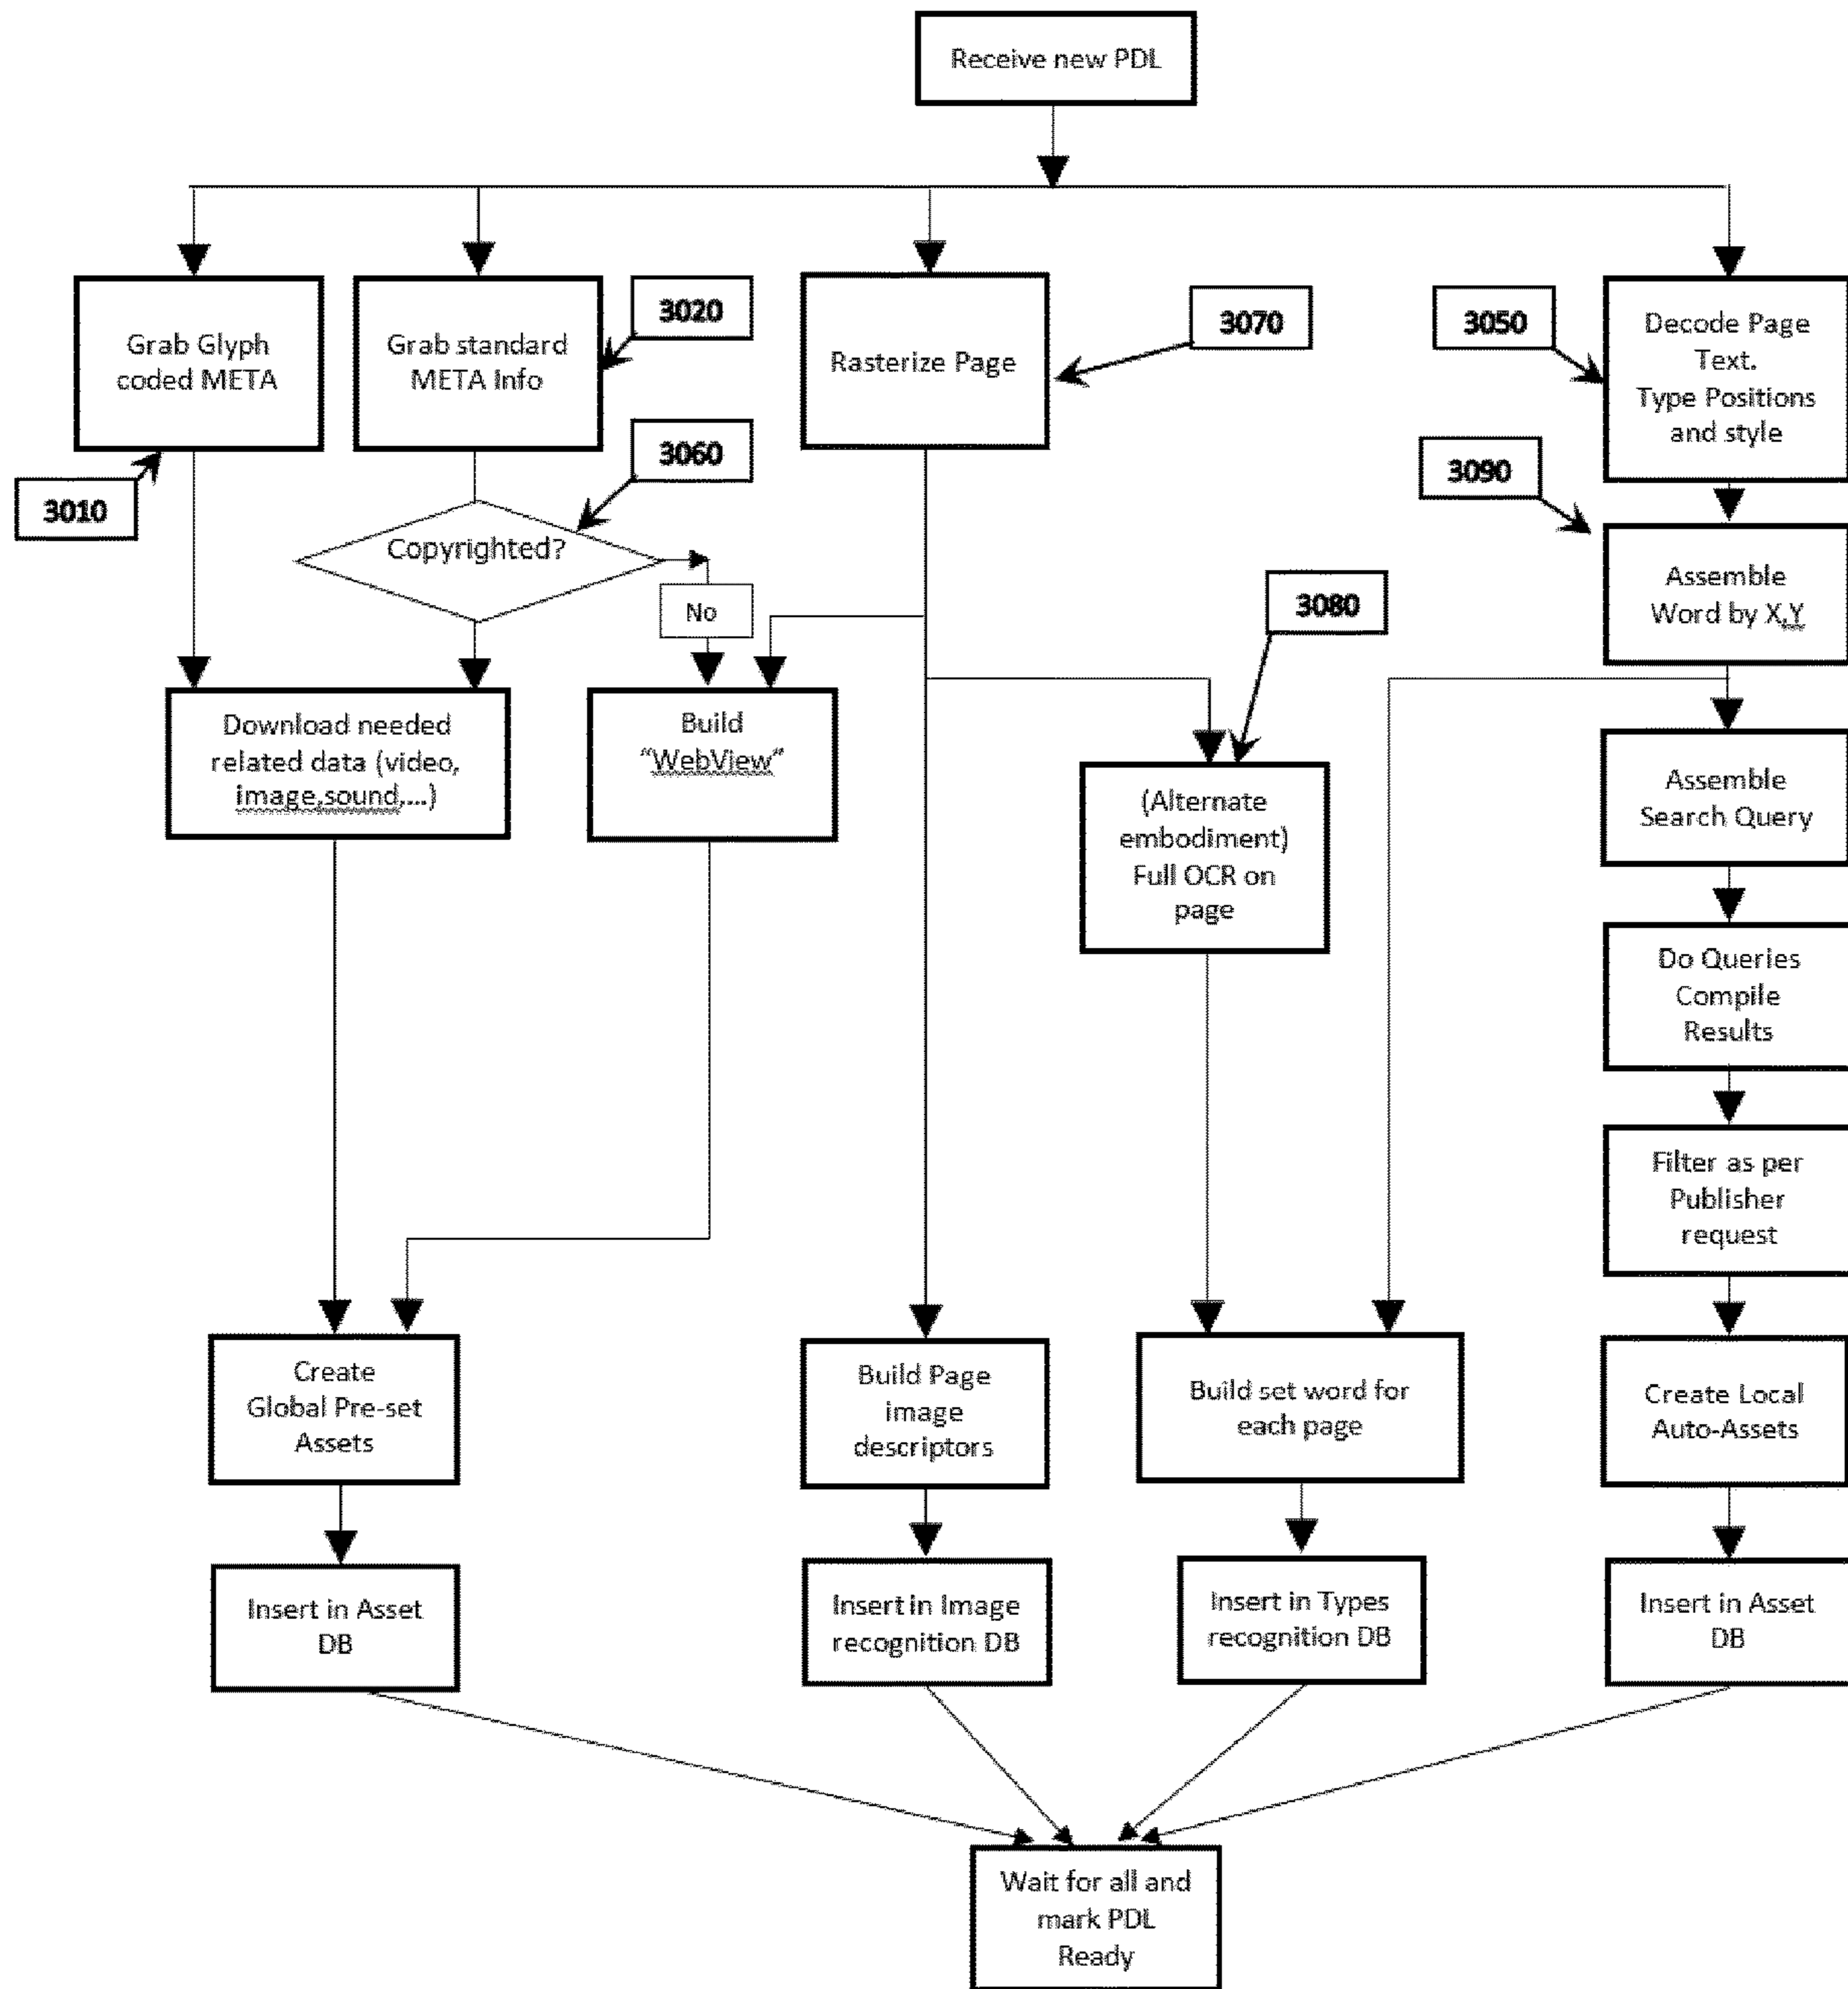 Receive new PDL
Grab Glyph
coded META
3010
Grab standard
META Info
3020
Copyrighted?
3060
No
Rasterize Page
3070
Decode Page
Text.
Type Positions
and style
3050
3090
Assemble
Word by X,Y
Download needed
related data (video,
image,sound,...)
Build
“WebView”
3080
(Alternate
embodiment)
Full OCR on
page
Assemble
Search Query
Do Queries
Compile
Results
Filter as per
Publisher
request
Create
Global Pre-set
Assets
Build Page
image
descriptors
Build set word for
each page
Create Local
Auto-Assets
Insert in Asset
DB
Insert in Image
recognition DB
Insert in Types
recognition DB
Insert in Asset
DB
Wait for all and
mark PDL
Ready